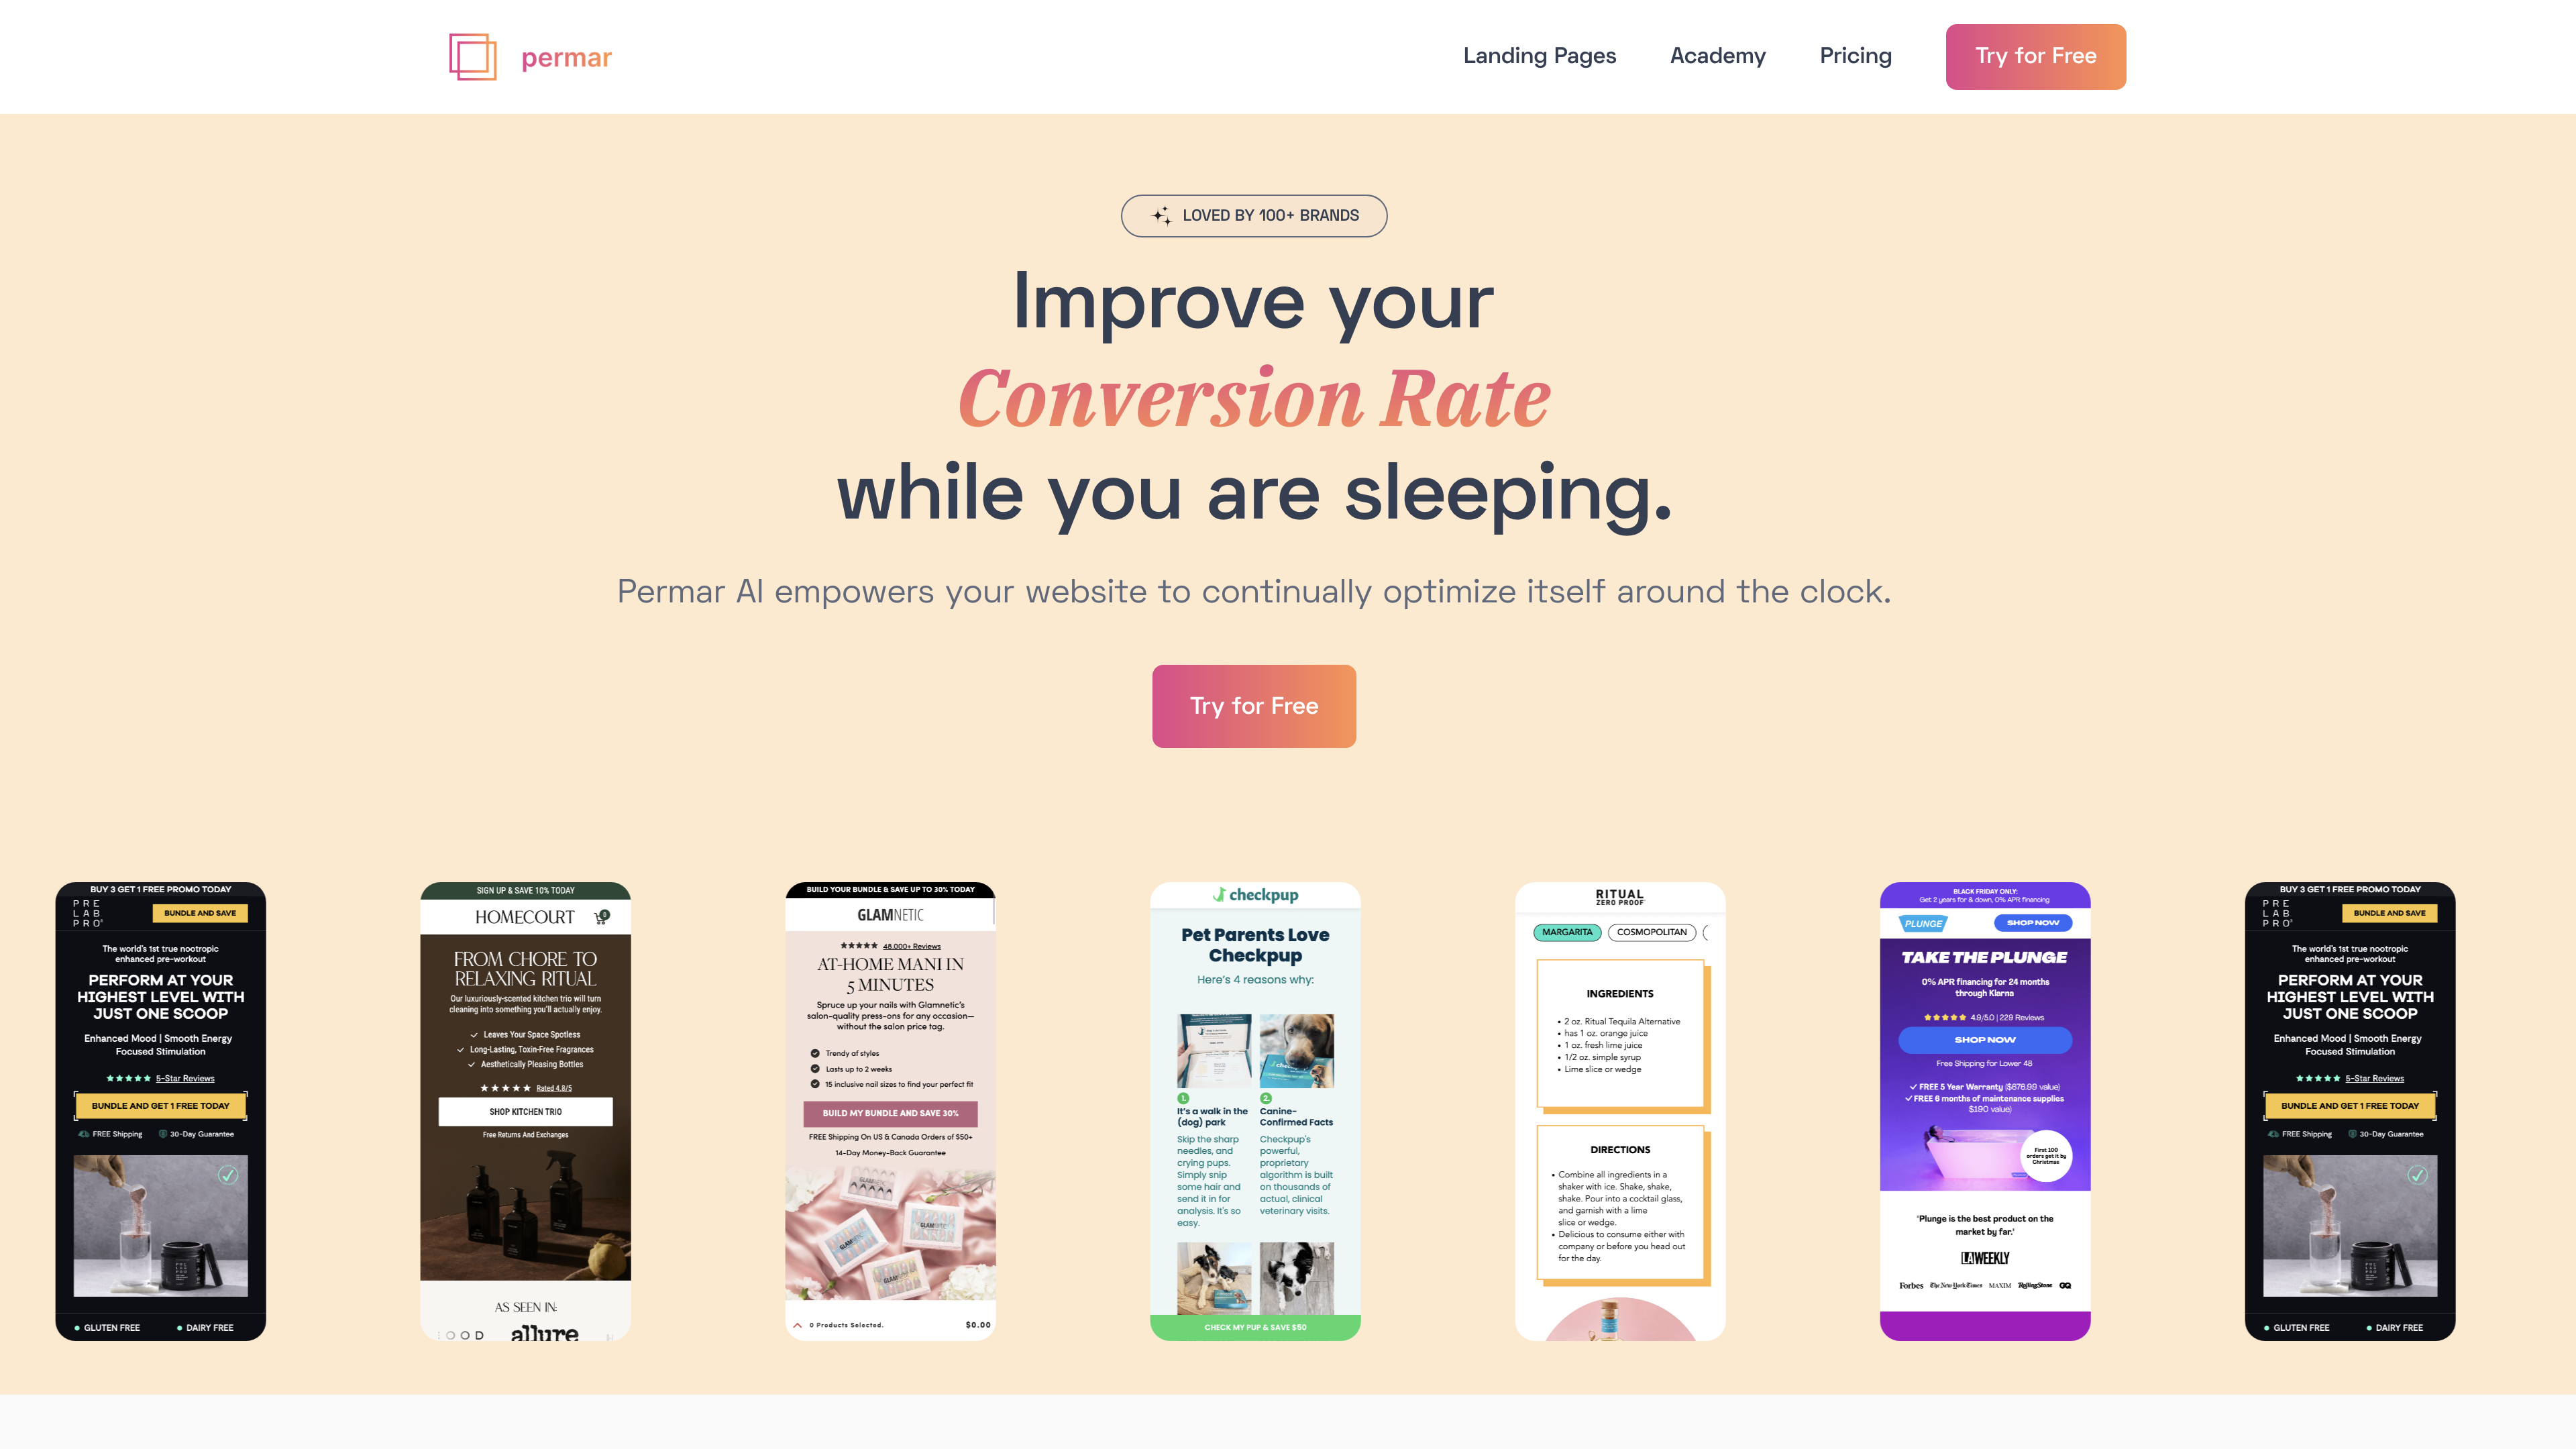 permar
Landing Pages
Academy
Pricing
Try for Free
LOVED BY 100+ BRANDS
Improve your
Conversion Rate
while you are sleeping.
Permar AI empowers your website to continually optimize itself around the clock.
Try for Free
BUY 3 GET 1 FREE PROMO TODAY
PRE
LAB
PRO®
BUNDLE AND SAVE
The world's 1st true nootropic
enhanced pre-workout
PERFORM AT YOUR
HIGHEST LEVEL WITH
JUST ONE SCOOP
Enhanced Mood | Smooth Energy
Focused Stimulation
5-Star Reviews
BUNDLE AND GET 1 FREE TODAY
FREE Shipping
30-Day Guarantee
GLUTEN FREE
DAIRY FREE
SIGN UP & SAVE 10% TODAY
HOMECOURT
0
FROM CHORE TO
RELAXING RITUAL
Our luxuriously-scented kitchen trio will turn
cleaning into something you'll actually enjoy.
Leaves Your Space Spotless
Long-Lasting, Toxin-Free Fragrances
Aesthetically Pleasing Bottles
Rated 4.8/5
SHOP KITCHEN TRIO
Free Returns And Exchanges
AS SEEN IN:
OOD
allure
BUILD YOUR BUNDLE & SAVE UP TO 30% TODAY
GLAMNETIC
48,000+ Reviews
AT-HOME MANI IN
5 MINUTES
Spruce up your nails with Glamnetic's
salon-quality press-ons for any occasion—
without the salon price tag.
Trendy af styles
Lasts up to 2 weeks
15 inclusive nail sizes to find your perfect fit
BUILD MY BUNDLE AND SAVE 30%
FREE Shipping On US & Canada Orders of $50+
14-Day Money-Back Guarantee
GLAMNETIC
GLAMNETIC
GLAMNETIC
0 Products Selected.
$0.00
checkpup
Pet Parents Love
Checkpup
Here's 4 reasons why:
1.
It's a walk in the
(dog) park
Skip the sharp
needles, and
crying pups.
Simply snip
some hair and
send it in for
analysis. It's so
easy.
2.
Canine-
Confirmed Facts
Checkpup's
powerful,
proprietary
algorithm is built
on thousands of
actual, clinical
veterinary visits.
CHECK MY PUP & SAVE $50
RITUAL
ZERO PROOF
MARGARITA
COSMOPOLITAN
INGREDIENTS
• 2 oz. Ritual Tequila Alternative
• has 1 oz. orange juice
• 1 oz. fresh lime juice
• 1/2 oz. simple syrup
• Lime slice or wedge
DIRECTIONS
• Combine all ingredients in a
shaker with ice. Shake, shake,
shake. Pour into a cocktail glass,
and garnish with a lime
slice or wedge.
• Delicious to consume either with
company or before you head out
for the day.
BLACK FRIDAY ONLY:
Get 2 years for & down, 0% APR financing
PLUNGE
SHOP NOW
TAKE THE PLUNGE
0% APR financing for 24 months
through Klarna
4.9/5.0 | 229 Reviews
SHOP NOW
Free Shipping for Lower 48
FREE 5 Year Warranty ($676.99 value)
FREE 6 months of maintenance supplies
$190 value)
First 100
orders get it by
Christmas
"Plunge is the best product on the
market by far."
LA WEEKLY
Forbes
The New York Times
MAXIM
RollingStone
GQ
BUY 3 GET 1 FREE PROMO TODAY
PRE
LAB
PRO®
BUNDLE AND SAVE
The world's 1st true nootropic
enhanced pre-workout
PERFORM AT YOUR
HIGHEST LEVEL WITH
JUST ONE SCOOP
Enhanced Mood | Smooth Energy
Focused Stimulation
5-Star Reviews
BUNDLE AND GET 1 FREE TODAY
FREE Shipping
30-Day Guarantee
GLUTEN FREE
DAIRY FREE